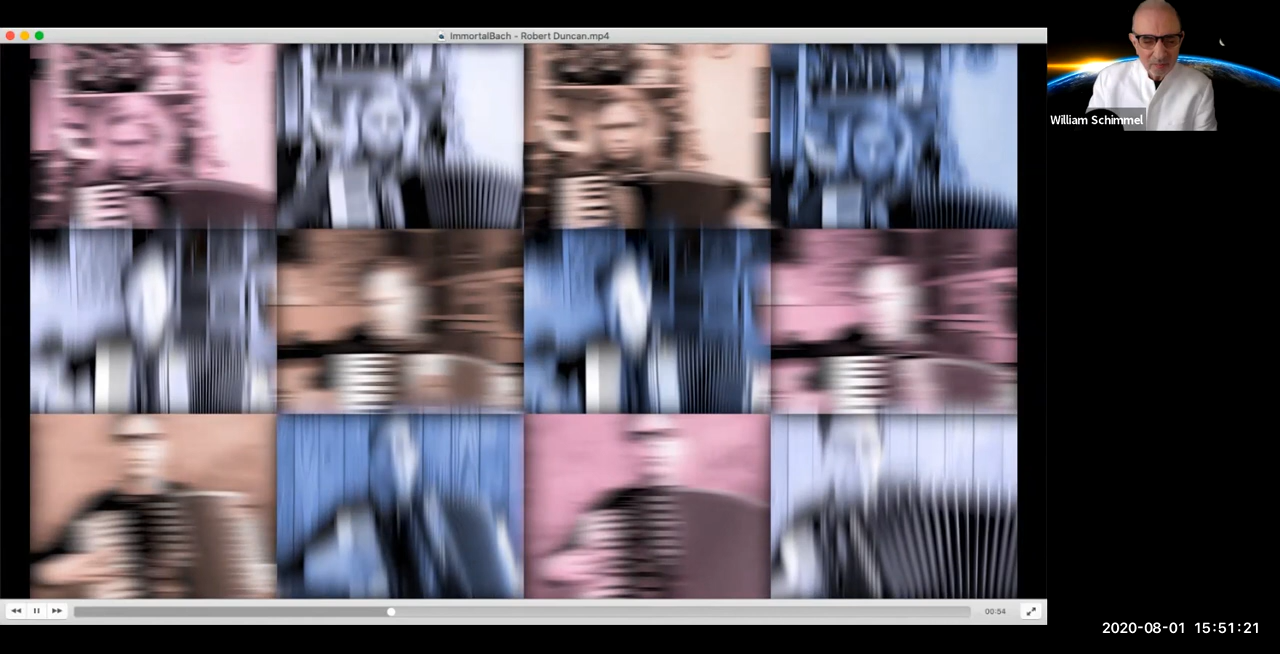 ImmortalBach - Robert Duncan.mp4
William Schimmel
00:54
2020-08-01 15:51:21